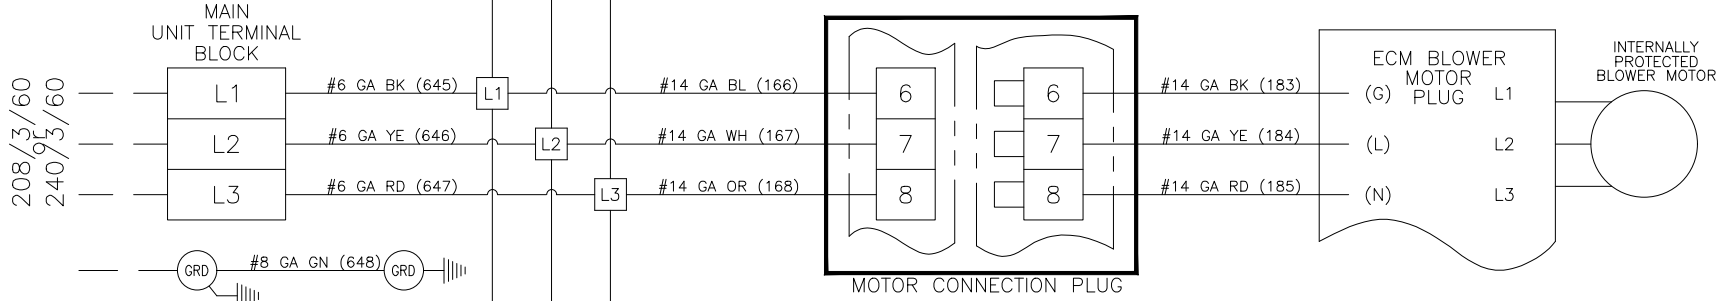 MAIN
UNIT TERMINAL
BLOCK
208/3/60
or
240/3/60
L1
L2
L3
#6 GA BK (645)
#6 GA YE (646)
#6 GA RD (647)
L1
L2
L3
#14 GA BL (166)
#14 GA WH (167)
#14 GA OR (168)
6
7
8
6
7
8
MOTOR CONNECTION PLUG
#14 GA BK (183)
#14 GA YE (184)
#14 GA RD (185)
ECM BLOWER
MOTOR
PLUG
(G)
(L)
(N)
L1
L2
L3
INTERNALLY
PROTECTED
BLOWER MOTOR
GRD
#8 GA GN (648)
GRD